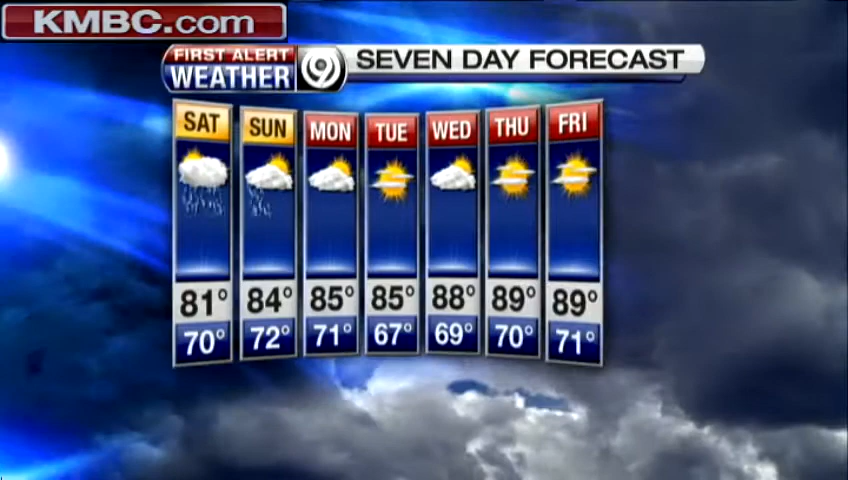 KMBC.com
FIRST ALERT
WEATHER
9
SEVEN DAY FORECAST
SAT SUN MON TUE WED THU FRI
81° 84° 85° 85° 88° 89° 89°
70° 72° 71° 67° 69° 70° 71°